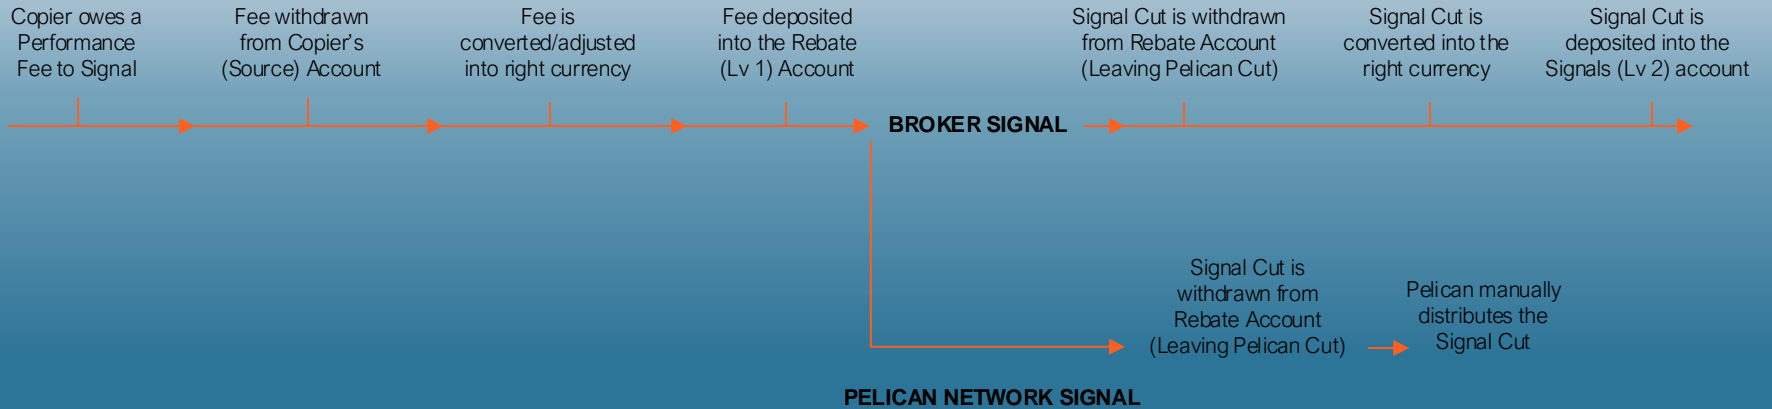 Copier owes a
Performance
Fee to Signal
Fee withdrawn
from Copier's
(Source) Account
Fee is
converted/adjusted
into right currency
Fee deposited
into the Rebate
(Lv 1) Account
BROKER SIGNAL
Signal Cut is withdrawn
from Rebate Account
(Leaving Pelican Cut)
Signal Cut is
converted into the
right currency
Signal Cut is
deposited into the
Signals (Lv 2) account
Signal Cut is
withdrawn from
Rebate Account
(Leaving Pelican Cut)
Pelican manually
distributes the
Signal Cut
PELICAN NETWORK SIGNAL